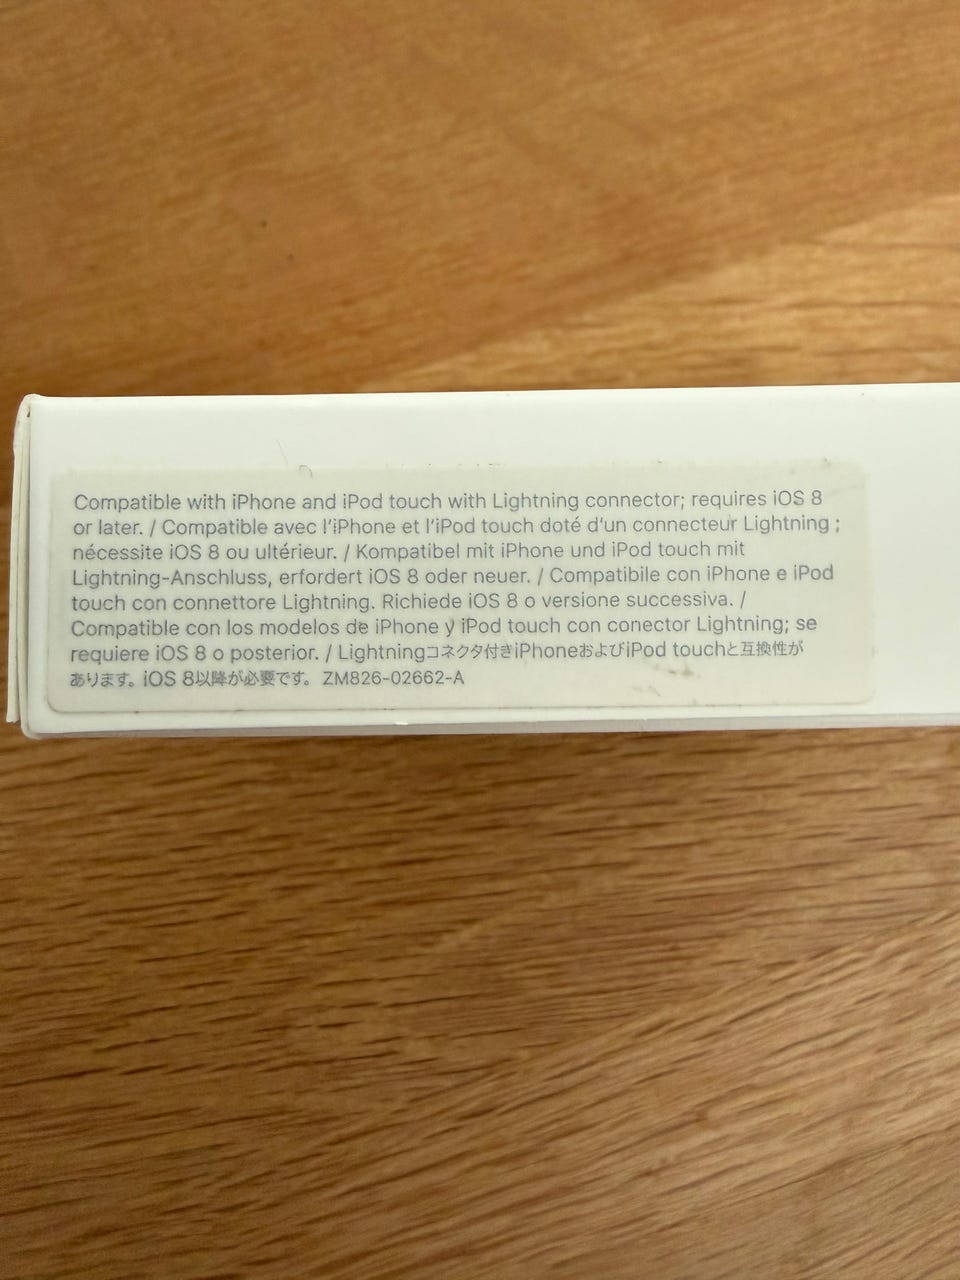 Compatible with iPhone and iPod touch with Lightning connector; requires iOS 8
or later. / Compatible avec l'iPhone et l'iPod touch doté d'un connecteur Lightning ;
nécessite iOS 8 ou ultérieur. / Kompatibel mit iPhone und iPod touch mit
Lightning-Anschluss, erfordert iOS 8 oder neuer. / Compatibile con iPhone e iPod
touch con connettore Lightning. Richiede iOS 8 o versione successiva. /
Compatible con los modelos de iPhone y iPod touch con conector Lightning; se
requiere iOS 8 o posterior. / Lightningコネクタ付きiPhoneおよびiPod touchと互換性が
あります。iOS 8以降が必要です。 ZM826-02662-A